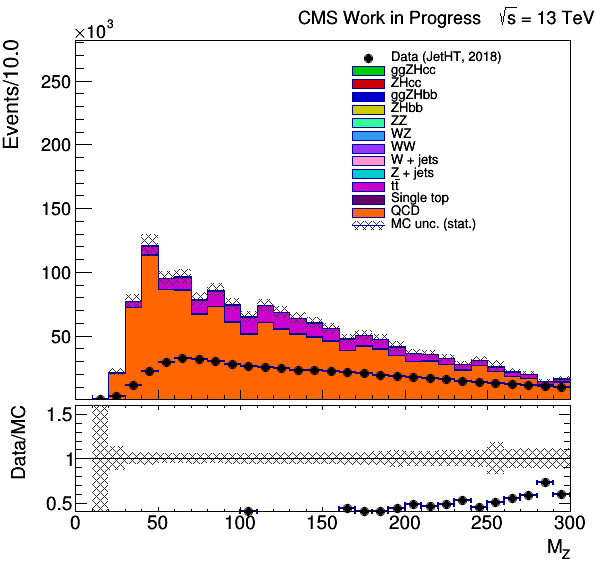 CMS Work in Progress √s = 13 TeV
×10³
Events/10.0
250
200
150
100
50
Data (JetHT, 2018)
ggZHcc
ZHcc
ggZHbb
ZHbb
ZZ
WZ
WW
W + jets
Z + jets
tt̄
Single top
QCD
MC unc. (stat.)
Data/MC
1.5
1
0.5
0 50 100 150 200 250 300
M_Z